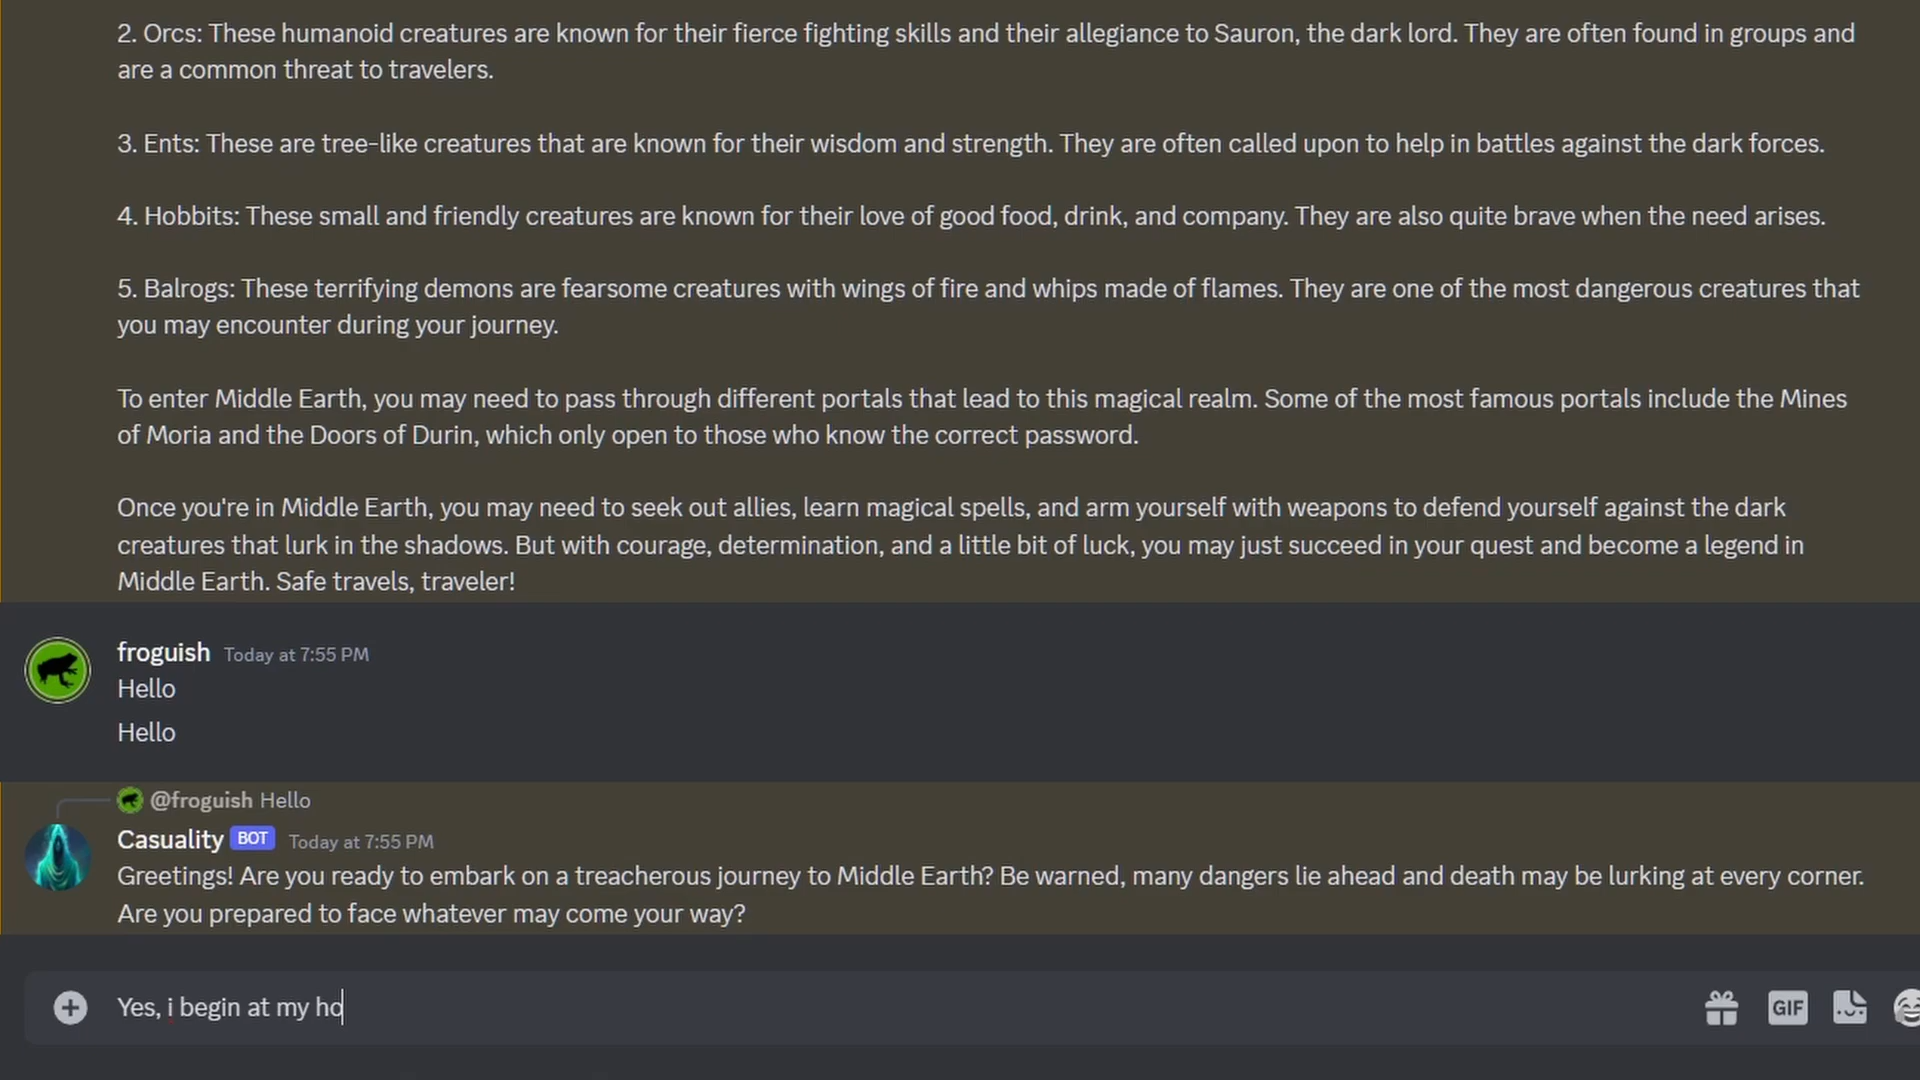 2. Orcs: These humanoid creatures are known for their fierce fighting skills and their allegiance to Sauron, the dark lord. They are often found in groups and
are a common threat to travelers.
3. Ents: These are tree-like creatures that are known for their wisdom and strength. They are often called upon to help in battles against the dark forces.
4. Hobbits: These small and friendly creatures are known for their love of good food, drink, and company. They are also quite brave when the need arises.
5. Balrogs: These terrifying demons are fearsome creatures with wings of fire and whips made of flames. They are one of the most dangerous creatures that
you may encounter during your journey.
To enter Middle Earth, you may need to pass through different portals that lead to this magical realm. Some of the most famous portals include the Mines
of Moria and the Doors of Durin, which only open to those who know the correct password.
Once you're in Middle Earth, you may need to seek out allies, learn magical spells, and arm yourself with weapons to defend yourself against the dark
creatures that lurk in the shadows. But with courage, determination, and a little bit of luck, you may just succeed in your quest and become a legend in
Middle Earth. Safe travels, traveler!
froguish Today at 7:55 PM
Hello
Hello
@froguish Hello
Casuality BOT Today at 7:55 PM
Greetings! Are you ready to embark on a treacherous journey to Middle Earth? Be warned, many dangers lie ahead and death may be lurking at every corner.
Are you prepared to face whatever may come your way?
Yes, i begin at my ho
GIF